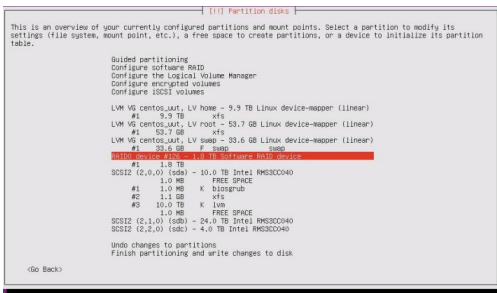 [!!] Partition disks
This is an overview of your currently configured partitions and mount points. Select a partition to modify its
settings (file system, mount point, etc.), a free space to create partitions, or a device to initialize its partition
table.
Guided partitioning
Configure software RAID
Configure the Logical Volume Manager
Configure encrypted volumes
Configure iSCSI volumes
LVM VG centos_uut, LV home - 9.9 TB Linux device-mapper (linear)
#1 9.9 TB xfs
LVM VG centos_uut, LV root - 53.7 GB Linux device-mapper (linear)
#1 53.7 GB xfs
LVM VG centos_uut, LV swap - 33.6 GB Linux device-mapper (linear)
#1 33.6 GB F swap swap
RAID0 device #126 - 1.8 TB Software RAID device
#1 1.8 TB
SCSI2 (2,0,0) (sda) - 10.0 TB Intel RMS3CC040
1.0 MB FREE SPACE
#1 1.0 MB K biosgrub
#2 1.1 GB xfs
#3 10.0 TB K lvm
1.0 MB FREE SPACE
SCSI2 (2,1,0) (sdb) - 24.0 TB Intel RMS3CC040
SCSI2 (2,2,0) (sdc) - 4.0 TB Intel RMS3CC040
Undo changes to partitions
Finish partitioning and write changes to disk
<Go Back>